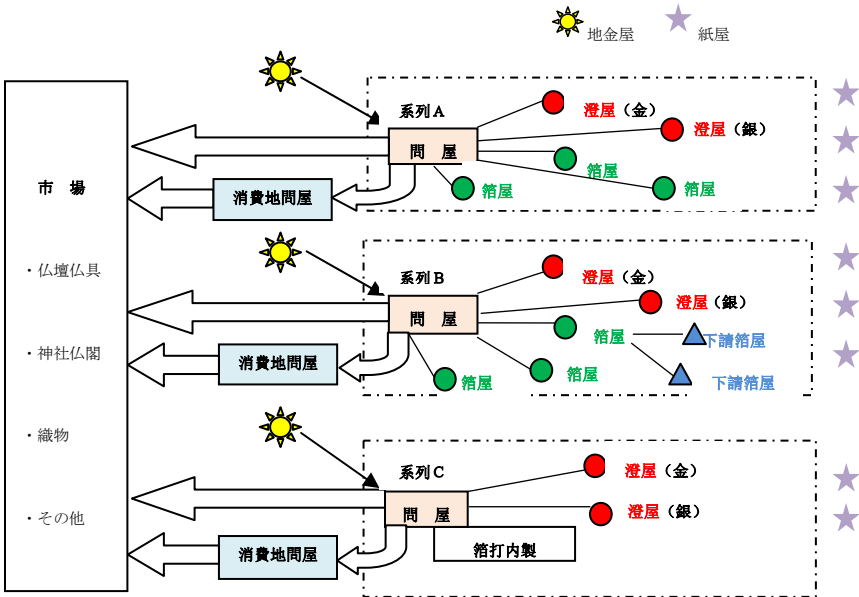 地金屋
紙屋
市　場
・仏壇仏具
・神社仏閣
・織物
・その他
系列A
問　屋
消費地問屋
澄屋（金）
澄屋（銀）
箔屋
箔屋
箔屋
系列B
問　屋
消費地問屋
澄屋（金）
澄屋（銀）
箔屋
下請箔屋
箔屋
箔屋
下請箔屋
系列C
問　屋
消費地問屋
澄屋（金）
澄屋（銀）
箔打内製